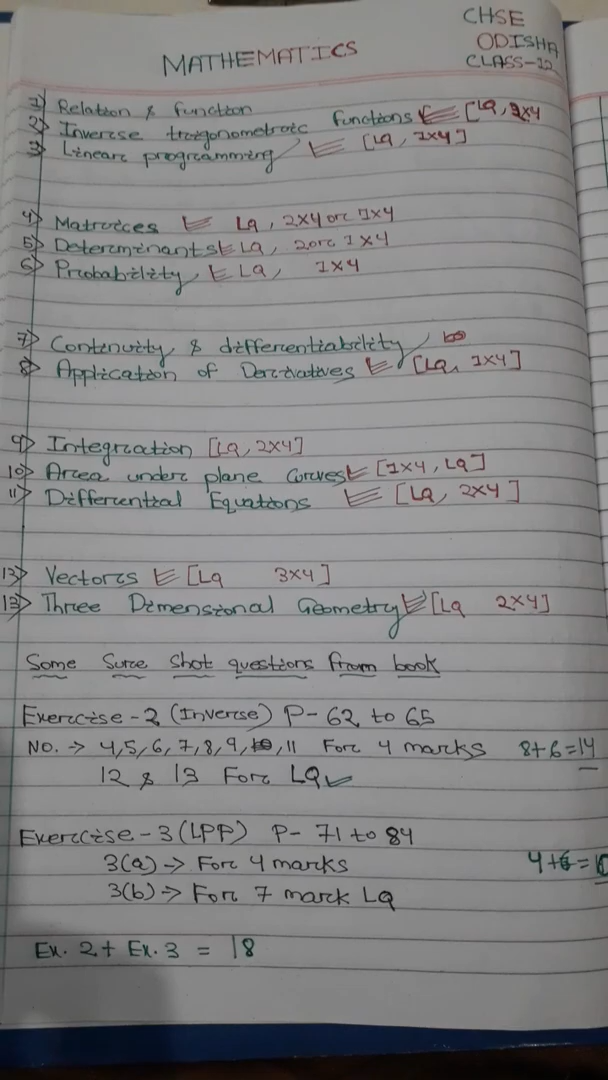 MATHEMATICS
CHSE
ODISHA
CLASS-12
1) Relation & function
2) Inverse trigonometric functions [LQ, 2x4
3) Linear programming [LQ, 1x4]
4) Matrices LQ, 2x4 or 1x4
5) Determinants LQ, 2 or 1x4
6) Probability LQ, 1x4
7) Continuity & differentiability
8) Application of Derivatives [LQ, 1x4]
9) Integration [LQ, 2x4]
10) Area under plane curves [1x4, LQ]
11) Differential Equations [LQ, 2x4]
12) Vectors [LQ 3x4]
13) Three Dimensional Geometry [LQ 2x4]
Some Sure Shot questions from book
Exercise-2 (Inverse) P-62 to 65
No. → 4,5,6,7,8,9,10,11 For 4 marks 8+6=14
12 & 13 For LQ
Exercise-3 (LPP) P-71 to 84
3(a) → For 4 marks 4+6=10
3(b) → For 7 mark LQ
Ex. 2 + Ex. 3 = 18